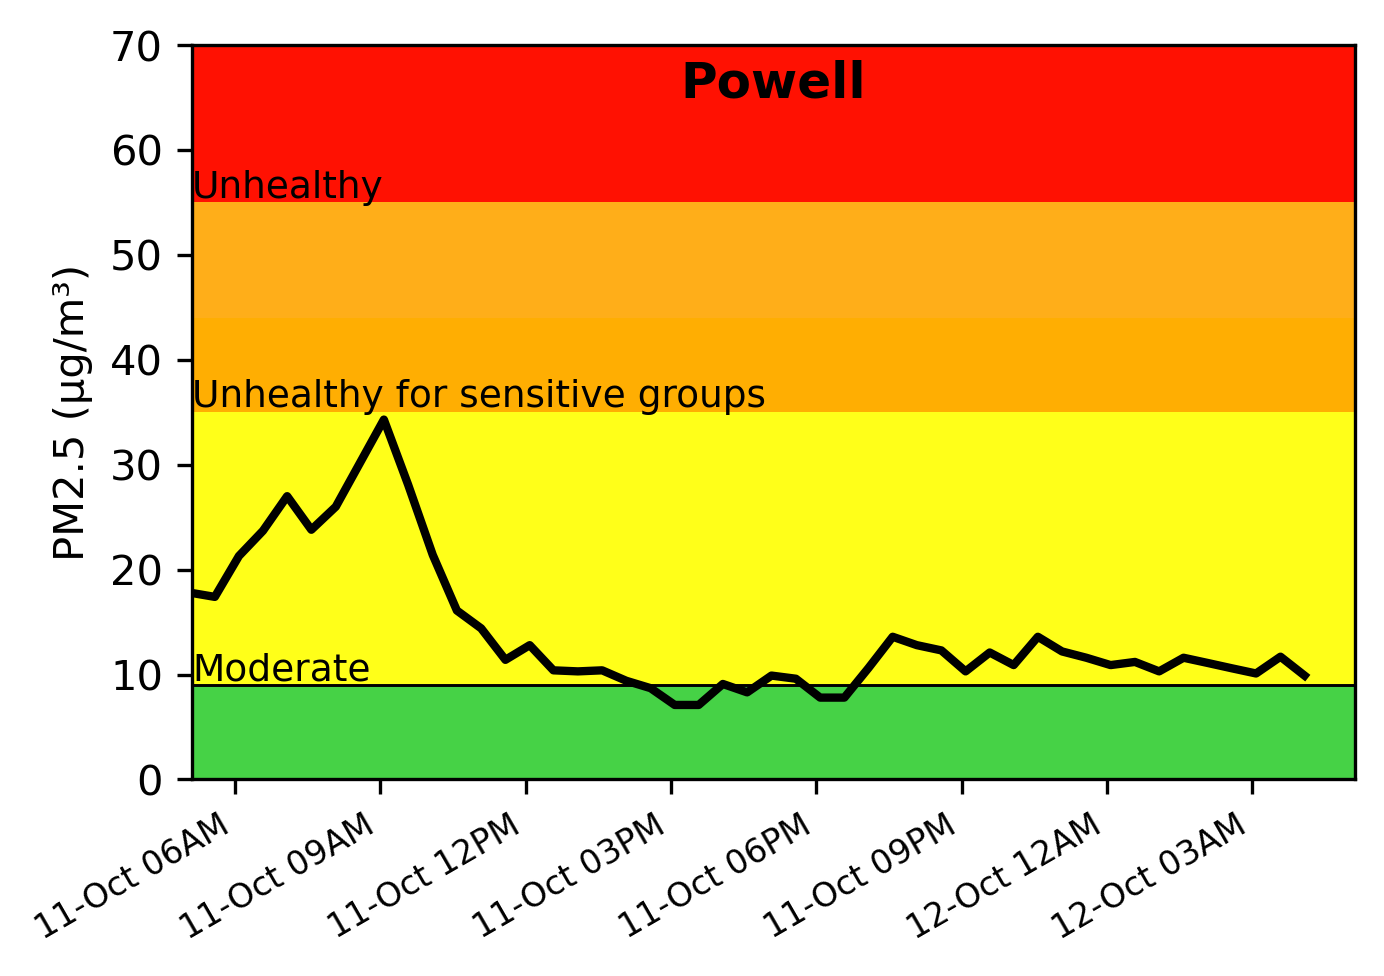 Powell
PM2.5 (µg/m³)
70
60
50
40
30
20
10
0
Unhealthy
Unhealthy for sensitive groups
Moderate
11-Oct 06AM
11-Oct 09AM
11-Oct 12PM
11-Oct 03PM
11-Oct 06PM
11-Oct 09PM
12-Oct 12AM
12-Oct 03AM